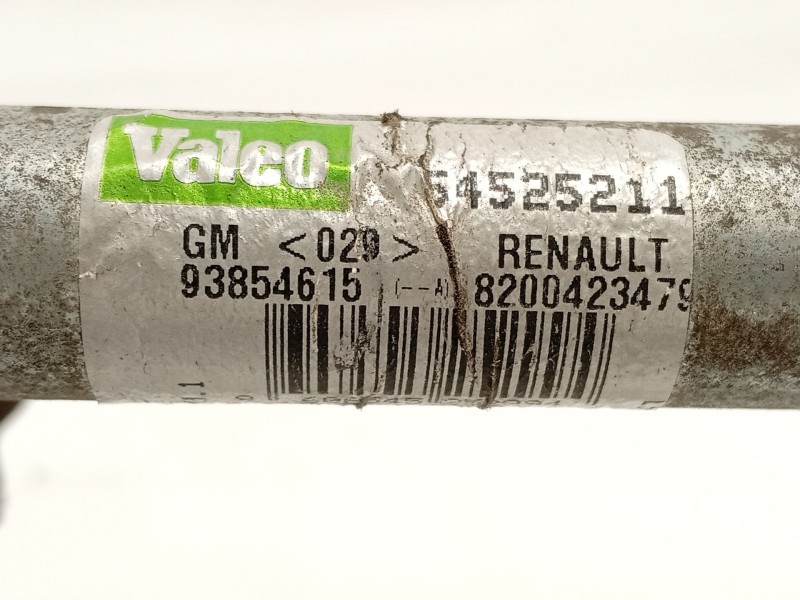 Valeo 54525211
GM <029> RENAULT
93854615 (--A) 8200423479